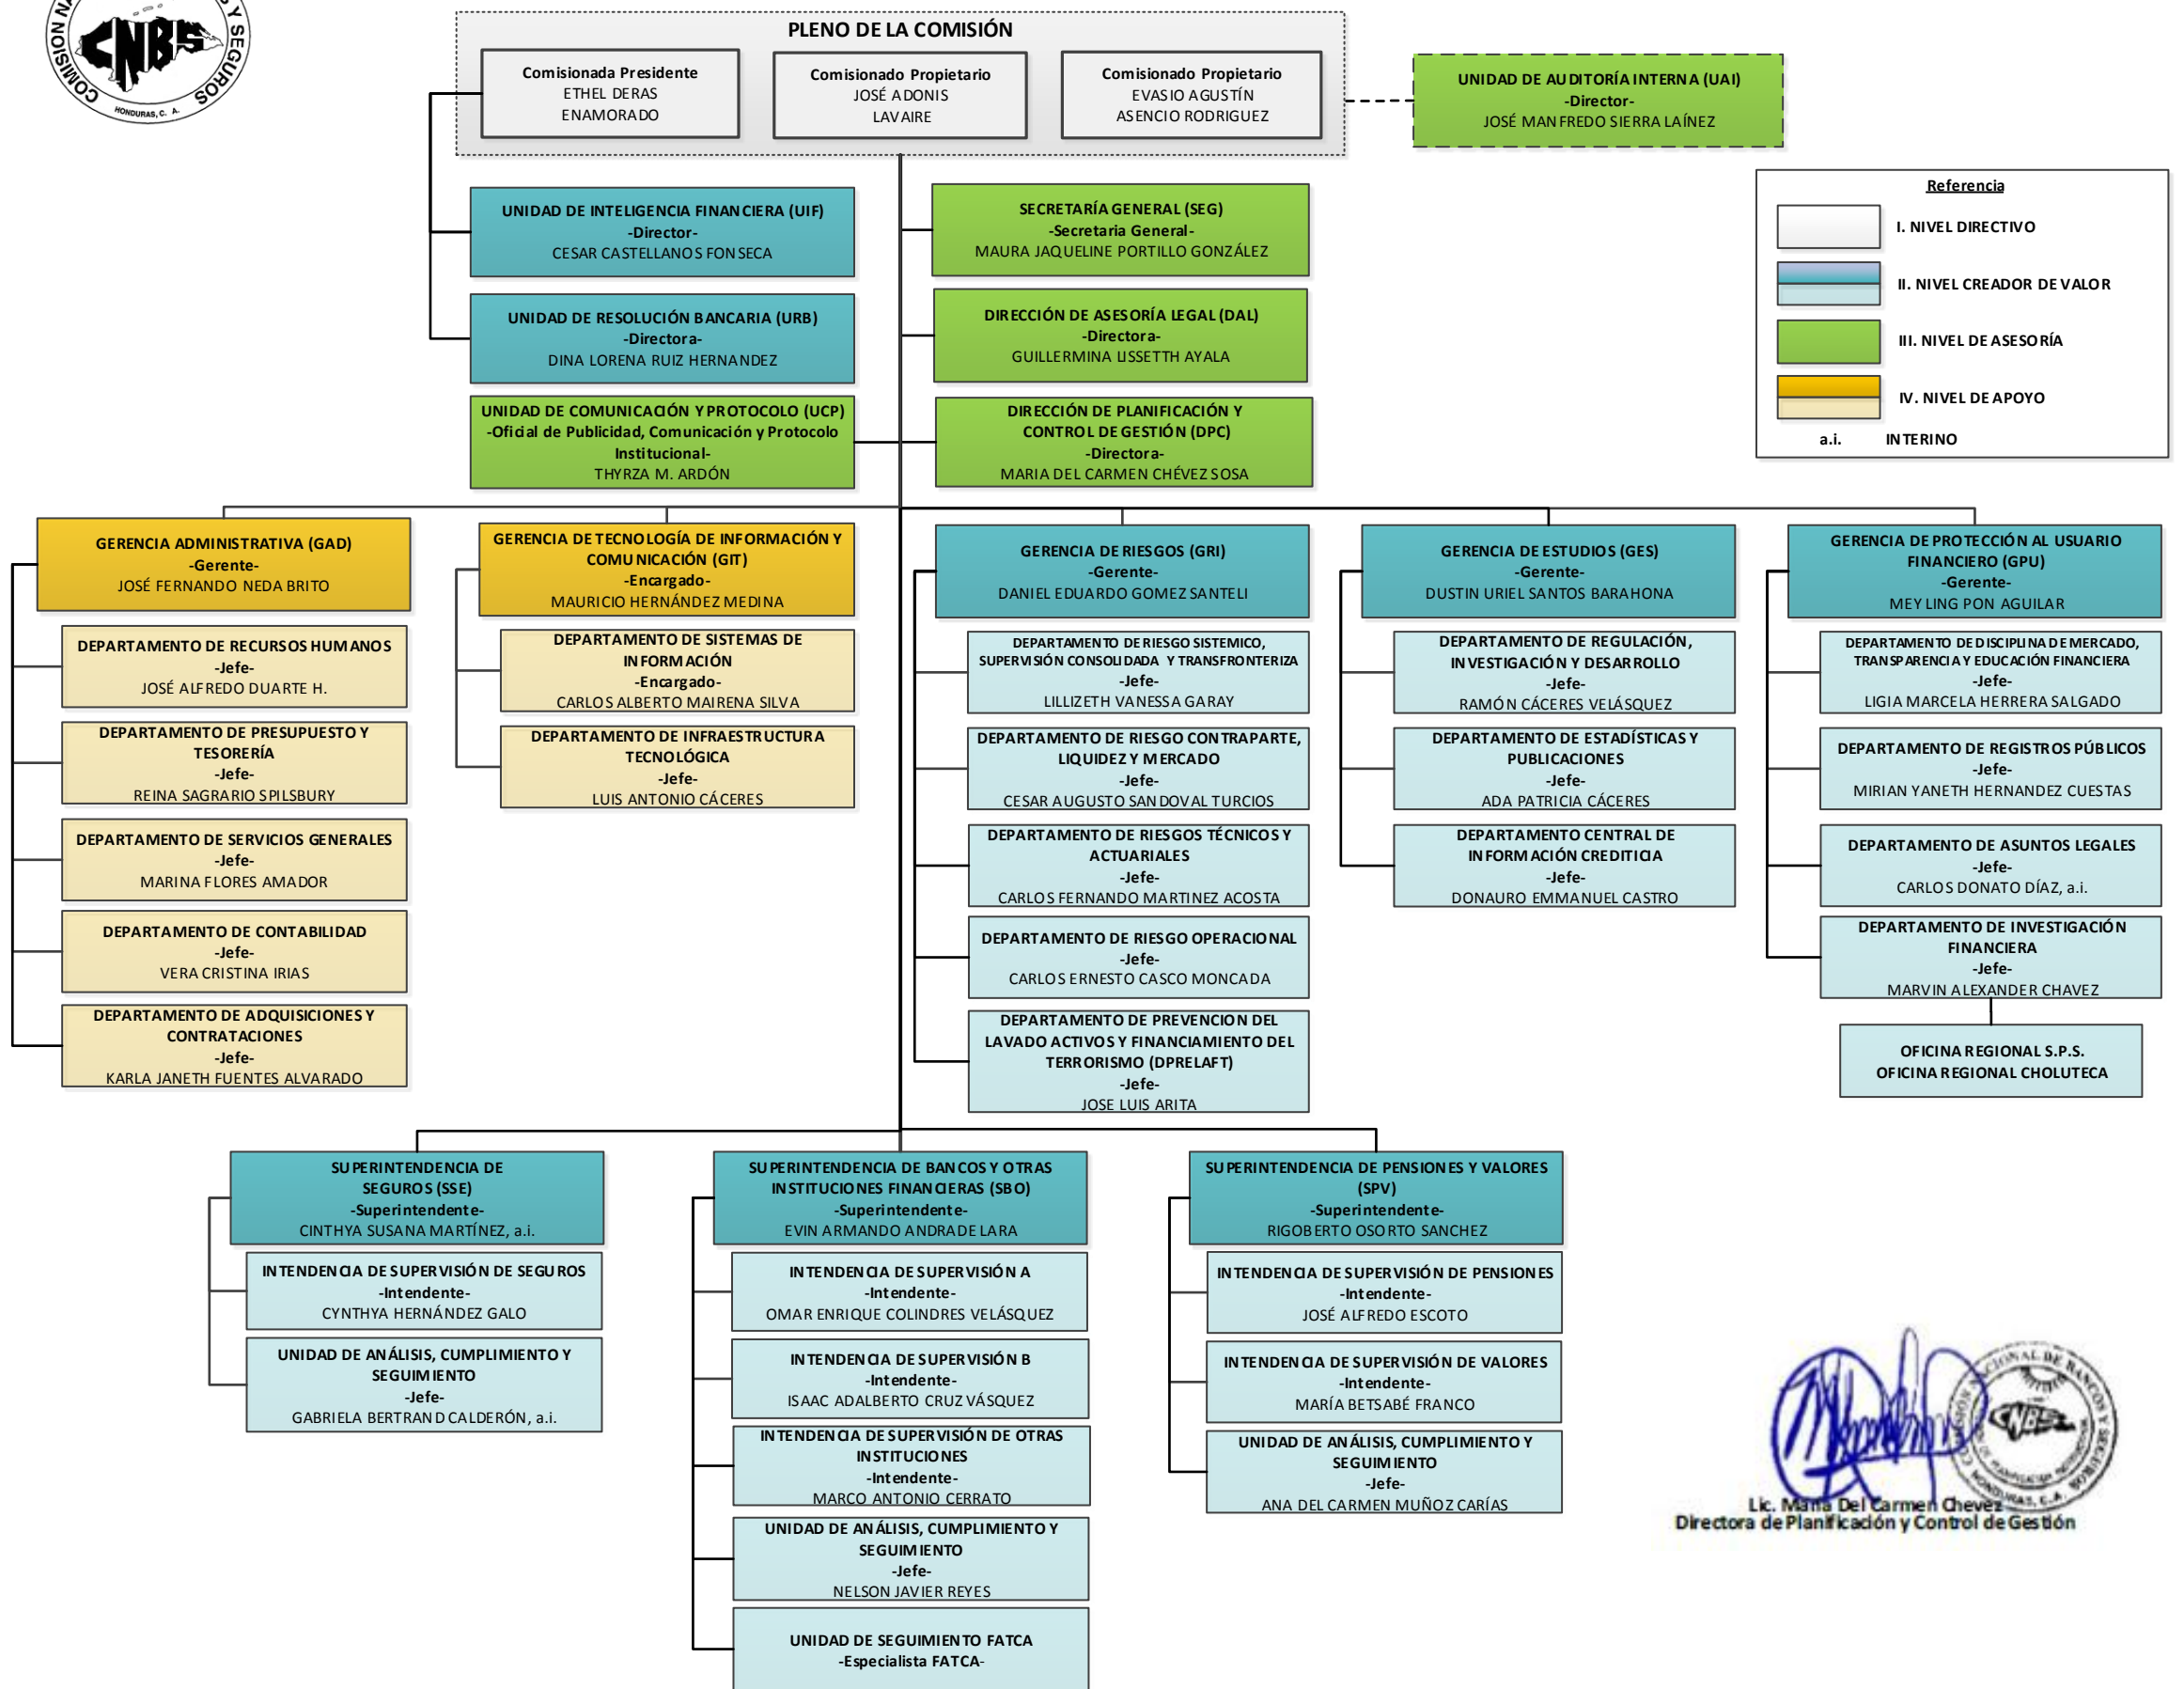 CNBS
Y SEGUROS
COMISION NA
HONDURAS, C. A.
PLENO DE LA COMISIÓN
Comisionada Presidente
ETHEL DERAS
ENAMORADO
Comisionado Propietario
JOSÉ ADONIS
LAVAIRE
Comisionado Propietario
EVASIO AGUSTÍN
ASENCIO RODRIGUEZ
UNIDAD DE AUDITORÍA INTERNA (UAI)
-Director-
JOSÉ MANFREDO SIERRA LAÍNEZ
UNIDAD DE INTELIGENCIA FINANCIERA (UIF)
-Director-
CESAR CASTELLANOS FONSECA
SECRETARÍA GENERAL (SEG)
-Secretaria General-
MAURA JAQUELINE PORTILLO GONZÁLEZ
UNIDAD DE RESOLUCIÓN BANCARIA (URB)
-Directora-
DINA LORENA RUIZ HERNANDEZ
DIRECCIÓN DE ASESORÍA LEGAL (DAL)
-Directora-
GUILLERMINA LISSETTH AYALA
UNIDAD DE COMUNICACIÓN Y PROTOCOLO (UCP)
-Oficial de Publicidad, Comunicación y Protocolo
Institucional-
THYRZA M. ARDÓN
DIRECCIÓN DE PLANIFICACIÓN Y
CONTROL DE GESTIÓN (DPC)
-Directora-
MARIA DEL CARMEN CHÉVEZ SOSA
Referencia
I. NIVEL DIRECTIVO
II. NIVEL CREADOR DE VALOR
III. NIVEL DE ASESORÍA
IV. NIVEL DE APOYO
a.i. INTERINO
GERENCIA ADMINISTRATIVA (GAD)
-Gerente-
JOSÉ FERNANDO NEDA BRITO
DEPARTAMENTO DE RECURSOS HUMANOS
-Jefe-
JOSÉ ALFREDO DUARTE H.
DEPARTAMENTO DE PRESUPUESTO Y
TESORERÍA
-Jefe-
REINA SAGRARIO SPILSBURY
DEPARTAMENTO DE SERVICIOS GENERALES
-Jefe-
MARINA FLORES AMADOR
DEPARTAMENTO DE CONTABILIDAD
-Jefe-
VERA CRISTINA IRIAS
DEPARTAMENTO DE ADQUISICIONES Y
CONTRATACIONES
-Jefe-
KARLA JANETH FUENTES ALVARADO
GERENCIA DE TECNOLOGÍA DE INFORMACIÓN Y
COMUNICACIÓN (GIT)
-Encargado-
MAURICIO HERNÁNDEZ MEDINA
DEPARTAMENTO DE SISTEMAS DE
INFORMACIÓN
-Encargado-
CARLOS ALBERTO MAIRENA SILVA
DEPARTAMENTO DE INFRAESTRUCTURA
TECNOLÓGICA
-Jefe-
LUIS ANTONIO CÁCERES
GERENCIA DE RIESGOS (GRI)
-Gerente-
DANIEL EDUARDO GOMEZ SANTELI
DEPARTAMENTO DE RIESGO SISTEMICO,
SUPERVISIÓN CONSOLIDADA Y TRANSFRONTERIZA
-Jefe-
LILLIZETH VANESSA GARAY
DEPARTAMENTO DE RIESGO CONTRAPARTE,
LIQUIDEZ Y MERCADO
-Jefe-
CESAR AUGUSTO SANDOVAL TURCIOS
DEPARTAMENTO DE RIESGOS TÉCNICOS Y
ACTUARIALES
-Jefe-
CARLOS FERNANDO MARTINEZ ACOSTA
DEPARTAMENTO DE RIESGO OPERACIONAL
-Jefe-
CARLOS ERNESTO CASCO MONCADA
DEPARTAMENTO DE PREVENCION DEL
LAVADO ACTIVOS Y FINANCIAMIENTO DEL
TERRORISMO (DPRELAFT)
-Jefe-
JOSE LUIS ARITA
GERENCIA DE ESTUDIOS (GES)
-Gerente-
DUSTIN URIEL SANTOS BARAHONA
DEPARTAMENTO DE REGULACIÓN,
INVESTIGACIÓN Y DESARROLLO
-Jefe-
RAMÓN CÁCERES VELÁSQUEZ
DEPARTAMENTO DE ESTADÍSTICAS Y
PUBLICACIONES
-Jefe-
ADA PATRICIA CÁCERES
DEPARTAMENTO CENTRAL DE
INFORMACIÓN CREDITICIA
-Jefe-
DONAURO EMMANUEL CASTRO
GERENCIA DE PROTECCIÓN AL USUARIO
FINANCIERO (GPU)
-Gerente-
MEY LING PON AGUILAR
DEPARTAMENTO DE DISCIPLINA DE MERCADO,
TRANSPARENCIA Y EDUCACIÓN FINANCIERA
-Jefe-
LIGIA MARCELA HERRERA SALGADO
DEPARTAMENTO DE REGISTROS PÚBLICOS
-Jefe-
MIRIAN YANETH HERNANDEZ CUESTAS
DEPARTAMENTO DE ASUNTOS LEGALES
-Jefe-
CARLOS DONATO DÍAZ, a.i.
DEPARTAMENTO DE INVESTIGACIÓN
FINANCIERA
-Jefe-
MARVIN ALEXANDER CHAVEZ
OFICINA REGIONAL S.P.S.
OFICINA REGIONAL CHOLUTECA
SUPERINTENDENCIA DE
SEGUROS (SSE)
-Superintendente-
CINTHYA SUSANA MARTÍNEZ, a.i.
INTENDENCIA DE SUPERVISIÓN DE SEGUROS
-Intendente-
CYNTHYA HERNÁNDEZ GALO
UNIDAD DE ANÁLISIS, CUMPLIMIENTO Y
SEGUIMIENTO
-Jefe-
GABRIELA BERTRAND CALDERÓN, a.i.
SUPERINTENDENCIA DE BANCOS Y OTRAS
INSTITUCIONES FINANCIERAS (SBO)
-Superintendente-
EVIN ARMANDO ANDRADE LARA
INTENDENCIA DE SUPERVISIÓN A
-Intendente-
OMAR ENRIQUE COLINDRES VELÁSQUEZ
INTENDENCIA DE SUPERVISIÓN B
-Intendente-
ISAAC ADALBERTO CRUZ VÁSQUEZ
INTENDENCIA DE SUPERVISIÓN DE OTRAS
INSTITUCIONES
-Intendente-
MARCO ANTONIO CERRATO
UNIDAD DE ANÁLISIS, CUMPLIMIENTO Y
SEGUIMIENTO
-Jefe-
NELSON JAVIER REYES
UNIDAD DE SEGUIMIENTO FATCA
-Especialista FATCA-
SUPERINTENDENCIA DE PENSIONES Y VALORES
(SPV)
-Superintendente-
RIGOBERTO OSORTO SANCHEZ
INTENDENCIA DE SUPERVISIÓN DE PENSIONES
-Intendente-
JOSÉ ALFREDO ESCOTO
INTENDENCIA DE SUPERVISIÓN DE VALORES
-Intendente-
MARÍA BETSABÉ FRANCO
UNIDAD DE ANÁLISIS, CUMPLIMIENTO Y
SEGUIMIENTO
-Jefe-
ANA DEL CARMEN MUÑOZ CARÍAS
COMISIÓN NACIONAL DE BANCOS Y SEGUROS
CNBS
HONDURAS, C.A.
Lic. Maria Del Carmen Chevez
Directora de Planificación y Control de Gestión